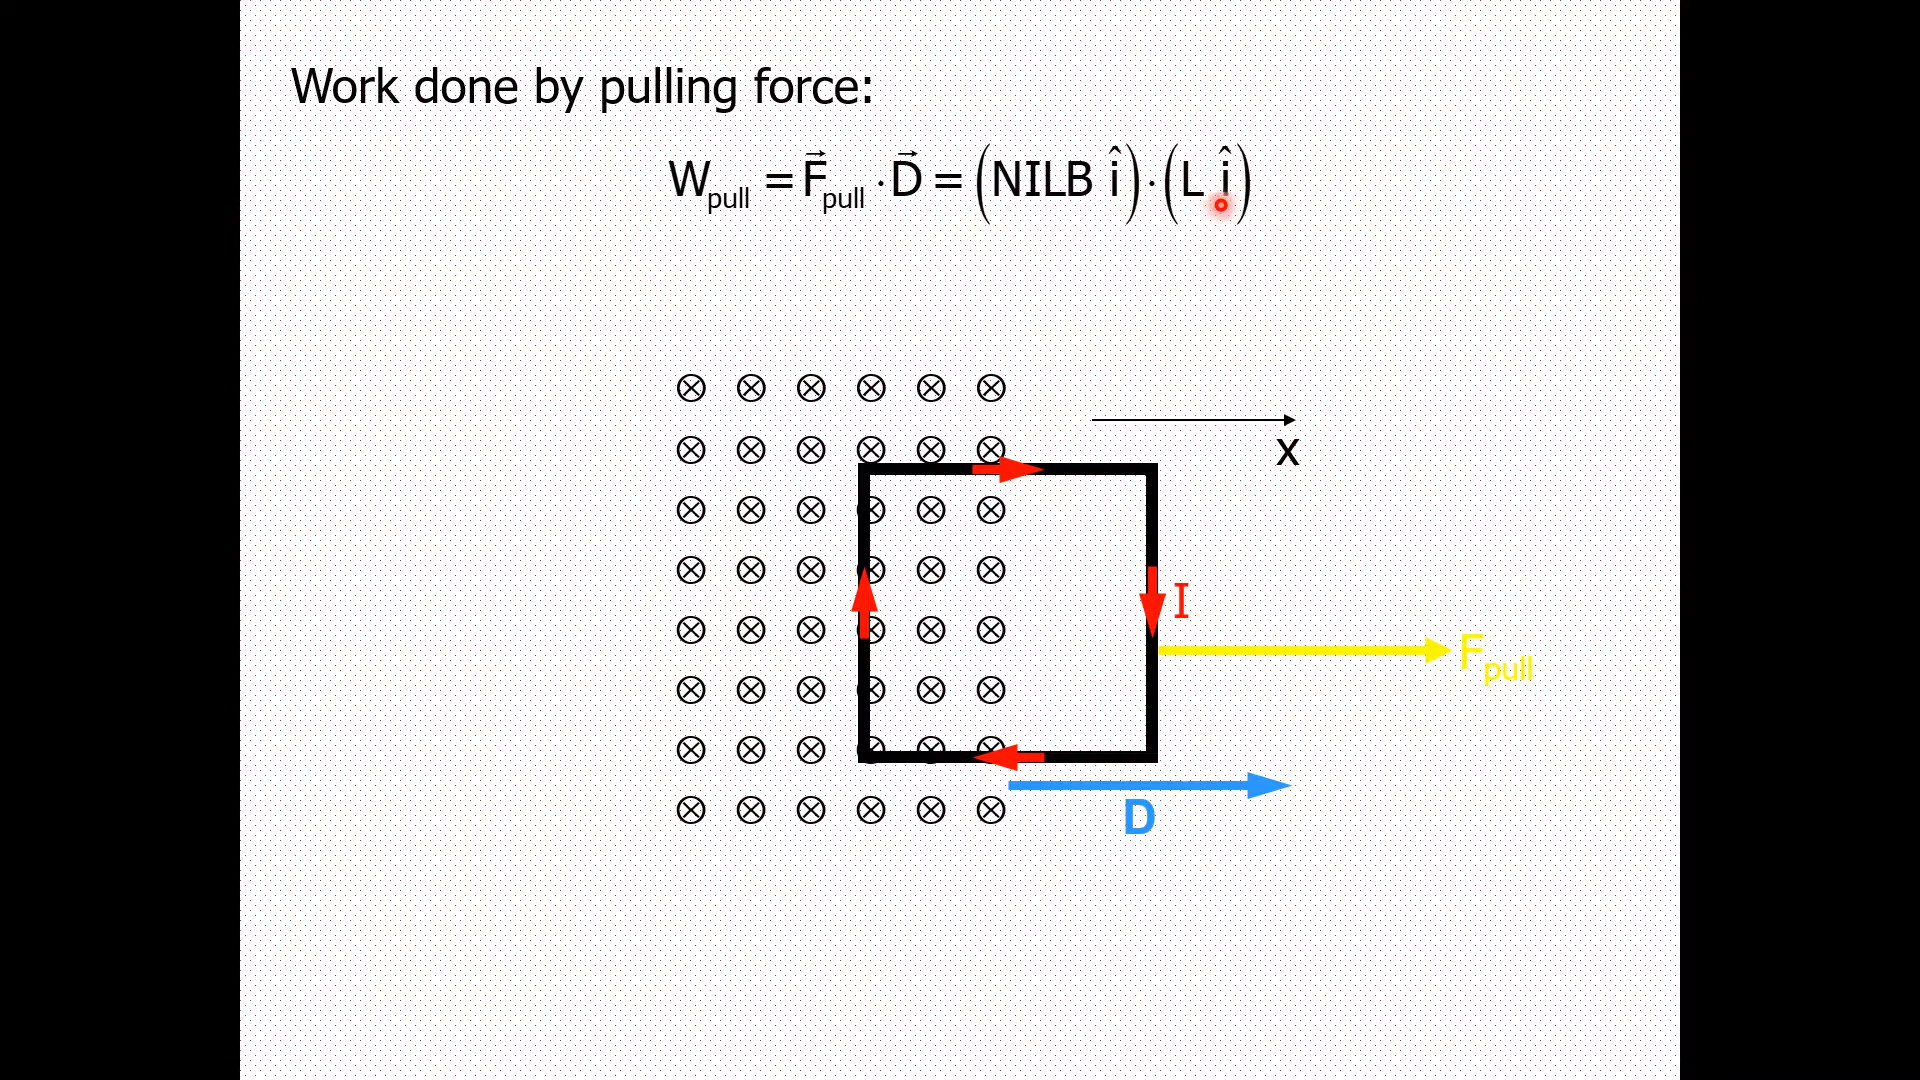 Work done by pulling force:
W_pull = F⃗_pull · D⃗ = (NILB î) · (L î)
x
I
F_pull
D